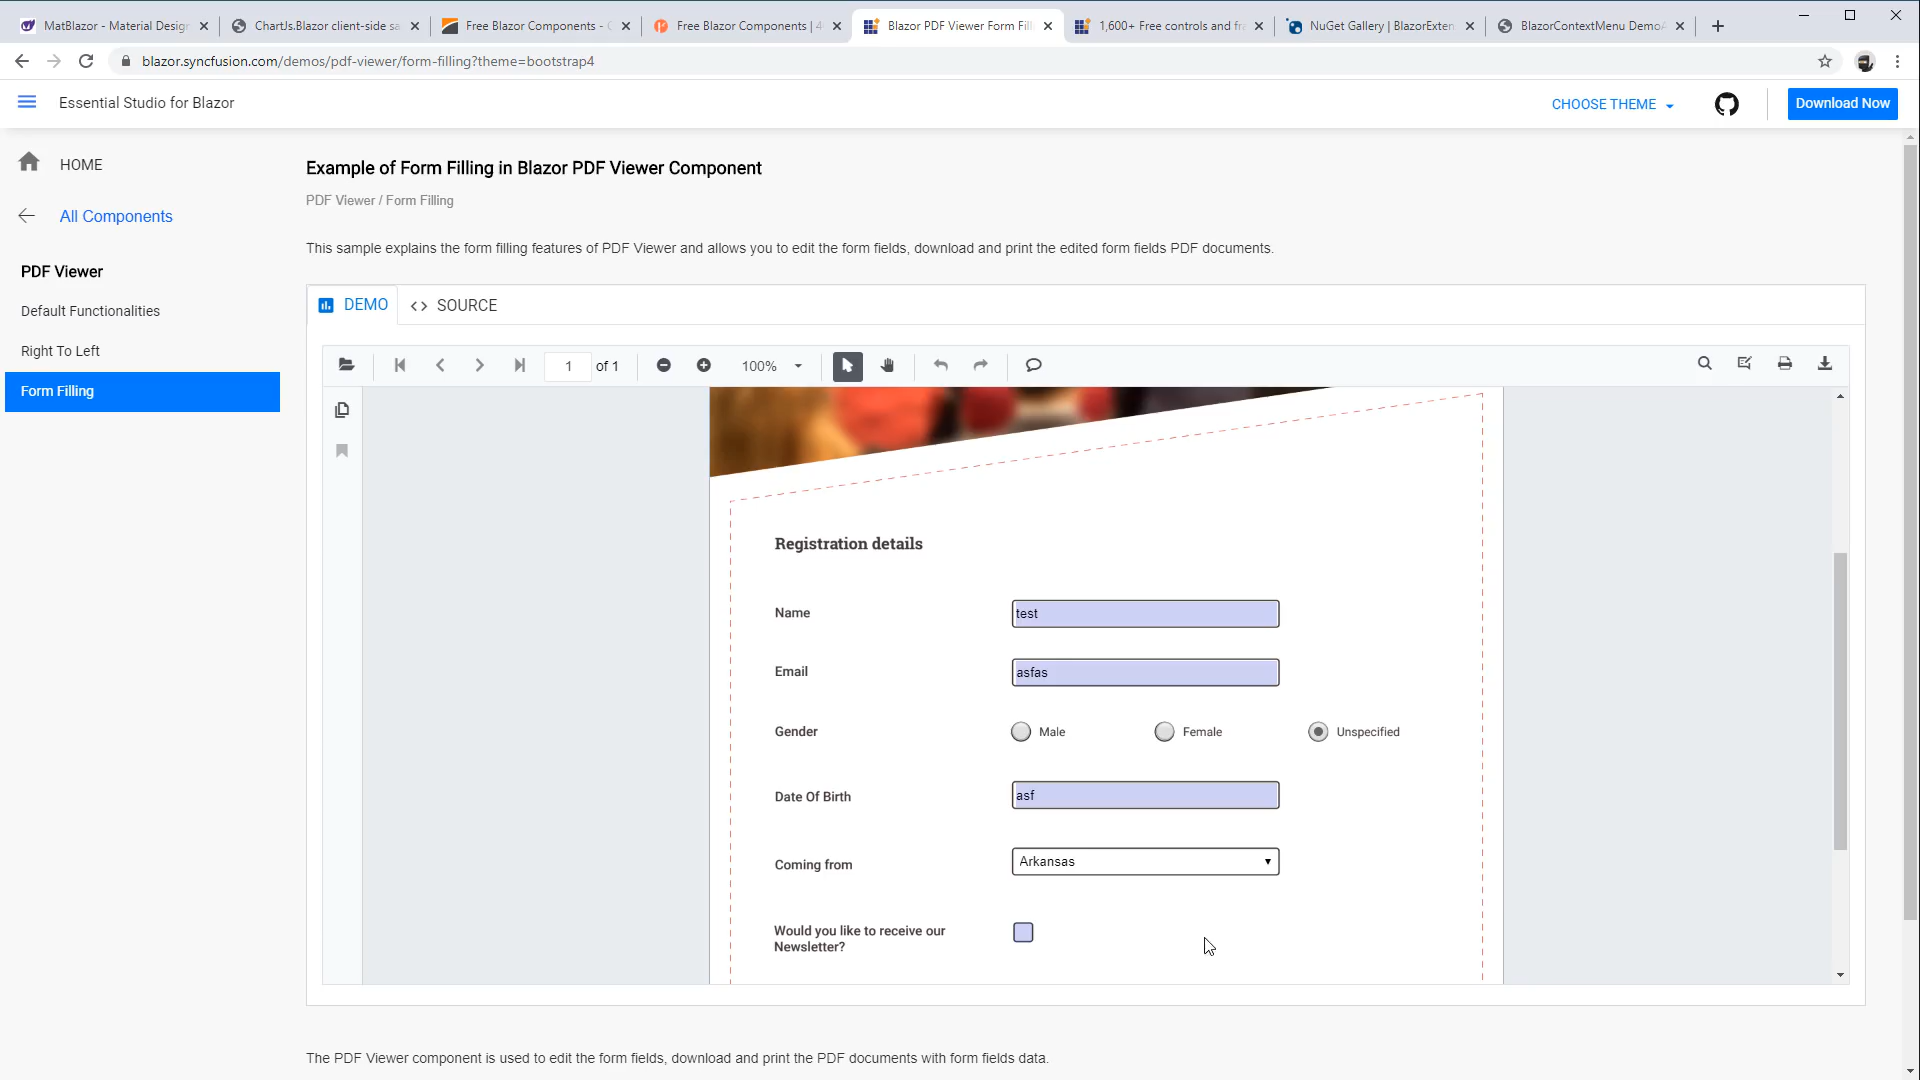 MatBlazor - Material Design
ChartJs.Blazor client-side sa
Free Blazor Components -
Free Blazor Components | 4
Blazor PDF Viewer Form Fill
1,600+ Free controls and fra
NuGet Gallery | BlazorExten
BlazorContextMenu DemoA
blazor.syncfusion.com/demos/pdf-viewer/form-filling?theme=bootstrap4
Essential Studio for Blazor
CHOOSE THEME
Download Now
HOME
All Components
PDF Viewer
Default Functionalities
Right To Left
Form Filling
Example of Form Filling in Blazor PDF Viewer Component
PDF Viewer / Form Filling
This sample explains the form filling features of PDF Viewer and allows you to edit the form fields, download and print the edited form fields PDF documents.
DEMO
SOURCE
1 of 1
100%
Registration details
Name
test
Email
asfas
Gender
Male
Female
Unspecified
Date Of Birth
asf
Coming from
Arkansas
Would you like to receive our
Newsletter?
The PDF Viewer component is used to edit the form fields, download and print the PDF documents with form fields data.